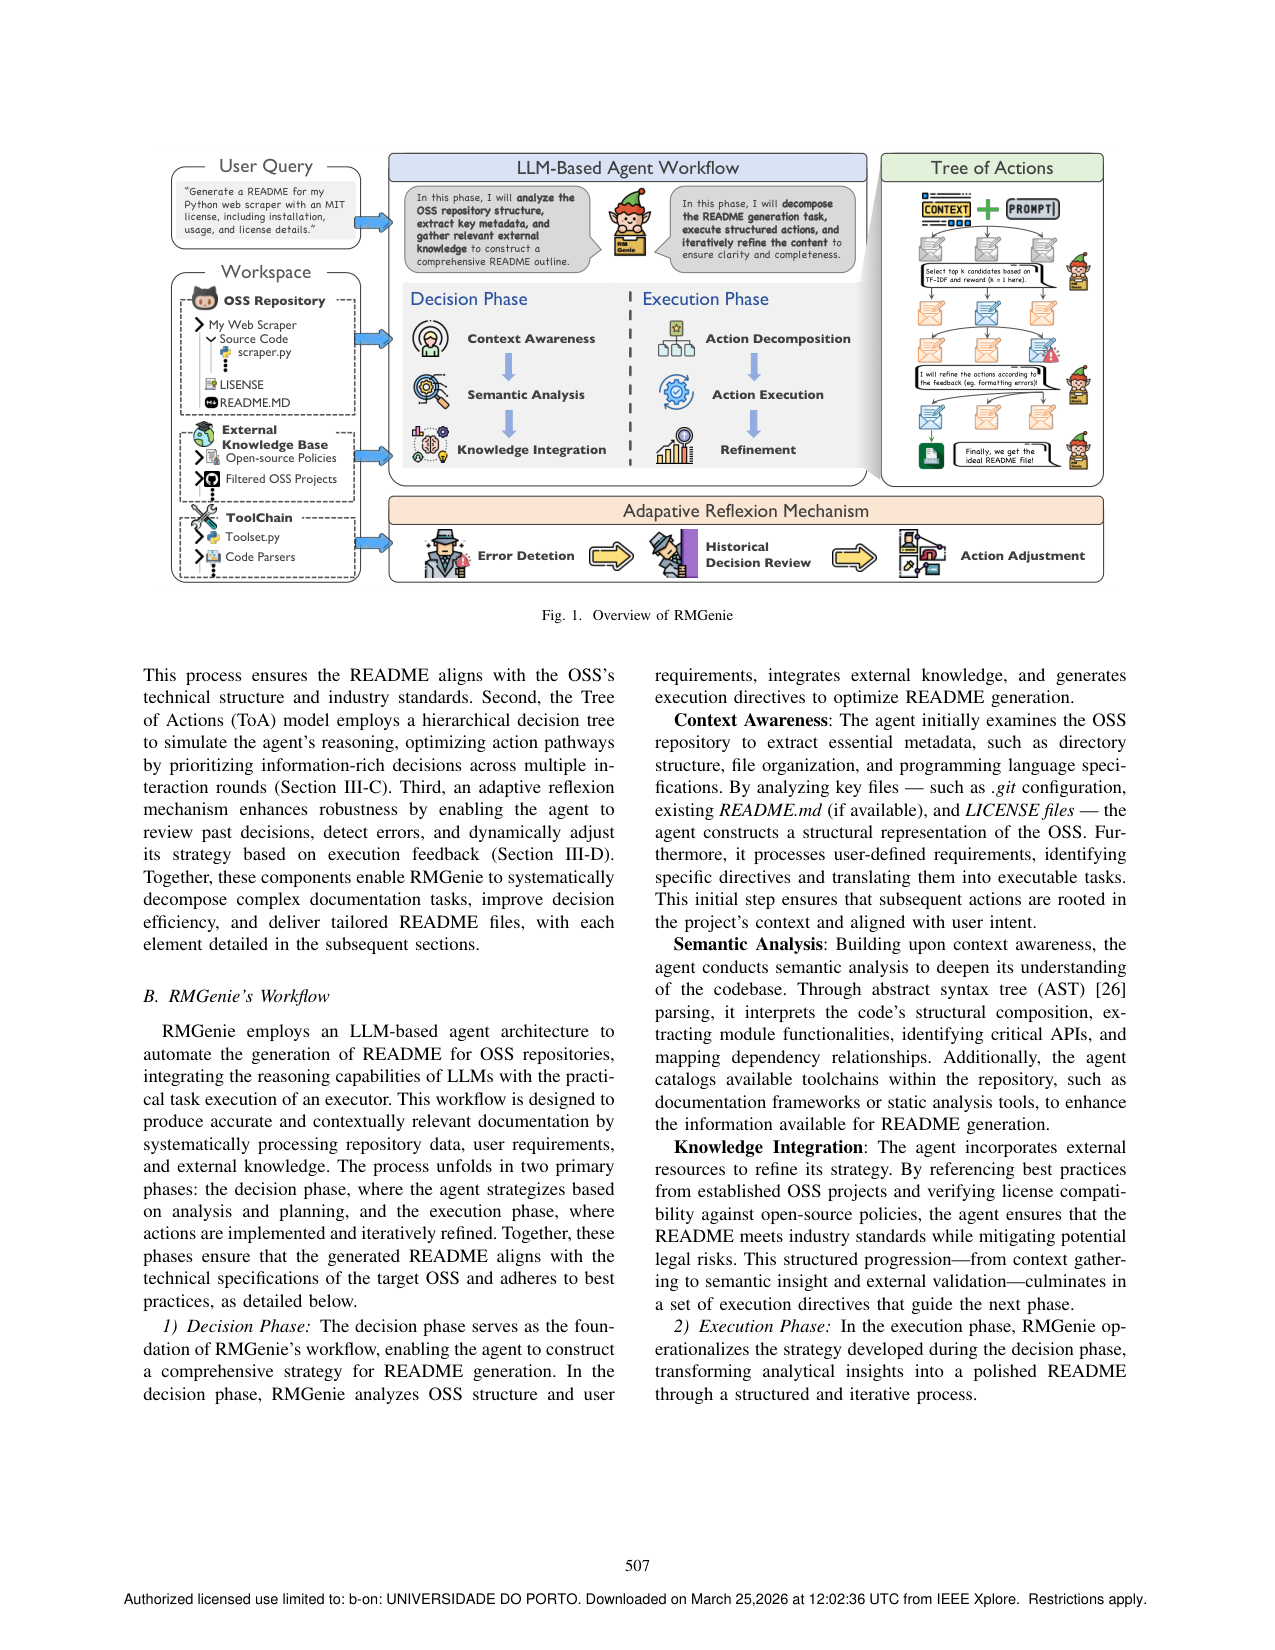 User Query
"Generate a README for my
Python web scraper with an MIT
license, including installation,
usage, and license details."
Workspace
OSS Repository
My Web Scraper
Source Code
scraper.py
LISENSE
README.MD
External
Knowledge Base
Open-source Policies
Filtered OSS Projects
ToolChain
Toolset.py
Code Parsers
LLM-Based Agent Workflow
In this phase, I will analyze the
OSS repository structure,
extract key metadata, and
gather relevant external
knowledge to construct a
comprehensive README outline.
RM
Genie
In this phase, I will decompose
the README generation task,
execute structured actions, and
iteratively refine the content to
ensure clarity and completeness.
Decision Phase
Context Awareness
Semantic Analysis
Knowledge Integration
Execution Phase
Action Decomposition
Action Execution
Refinement
Tree of Actions
CONTEXT + PROMPT
Select top k candidates based on
TF-IDF and reward (k = 1 here).
I will refine the actions according to
the feedback (eg. formatting errors)!
Finally, we get the
ideal README file!
Adapative Reflexion Mechanism
Error Detetion
Historical
Decision Review
Action Adjustment
Fig. 1. Overview of RMGenie
This process ensures the README aligns with the OSS's
technical structure and industry standards. Second, the Tree
of Actions (ToA) model employs a hierarchical decision tree
to simulate the agent's reasoning, optimizing action pathways
by prioritizing information-rich decisions across multiple in-
teraction rounds (Section III-C). Third, an adaptive reflexion
mechanism enhances robustness by enabling the agent to
review past decisions, detect errors, and dynamically adjust
its strategy based on execution feedback (Section III-D).
Together, these components enable RMGenie to systematically
decompose complex documentation tasks, improve decision
efficiency, and deliver tailored README files, with each
element detailed in the subsequent sections.
B. RMGenie's Workflow
RMGenie employs an LLM-based agent architecture to
automate the generation of README for OSS repositories,
integrating the reasoning capabilities of LLMs with the practi-
cal task execution of an executor. This workflow is designed to
produce accurate and contextually relevant documentation by
systematically processing repository data, user requirements,
and external knowledge. The process unfolds in two primary
phases: the decision phase, where the agent strategizes based
on analysis and planning, and the execution phase, where
actions are implemented and iteratively refined. Together, these
phases ensure that the generated README aligns with the
technical specifications of the target OSS and adheres to best
practices, as detailed below.
1) Decision Phase: The decision phase serves as the foun-
dation of RMGenie's workflow, enabling the agent to construct
a comprehensive strategy for README generation. In the
decision phase, RMGenie analyzes OSS structure and user
requirements, integrates external knowledge, and generates
execution directives to optimize README generation.
Context Awareness: The agent initially examines the OSS
repository to extract essential metadata, such as directory
structure, file organization, and programming language speci-
fications. By analyzing key files — such as .git configuration,
existing README.md (if available), and LICENSE files — the
agent constructs a structural representation of the OSS. Fur-
thermore, it processes user-defined requirements, identifying
specific directives and translating them into executable tasks.
This initial step ensures that subsequent actions are rooted in
the project's context and aligned with user intent.
Semantic Analysis: Building upon context awareness, the
agent conducts semantic analysis to deepen its understanding
of the codebase. Through abstract syntax tree (AST) [26]
parsing, it interprets the code's structural composition, ex-
tracting module functionalities, identifying critical APIs, and
mapping dependency relationships. Additionally, the agent
catalogs available toolchains within the repository, such as
documentation frameworks or static analysis tools, to enhance
the information available for README generation.
Knowledge Integration: The agent incorporates external
resources to refine its strategy. By referencing best practices
from established OSS projects and verifying license compati-
bility against open-source policies, the agent ensures that the
README meets industry standards while mitigating potential
legal risks. This structured progression—from context gather-
ing to semantic insight and external validation—culminates in
a set of execution directives that guide the next phase.
2) Execution Phase: In the execution phase, RMGenie op-
erationalizes the strategy developed during the decision phase,
transforming analytical insights into a polished README
through a structured and iterative process.
507
Authorized licensed use limited to: b-on: UNIVERSIDADE DO PORTO. Downloaded on March 25,2026 at 12:02:36 UTC from IEEE Xplore. Restrictions apply.